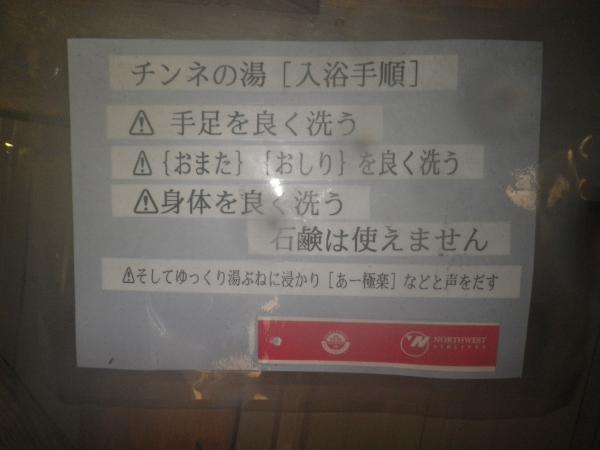 チンネの湯［入浴手順］
⚠ 手足を良く洗う
⚠｛おまた｝｛おしり｝を良く洗う
⚠身体を良く洗う
石鹸は使えません
⚠そしてゆっくり湯ぶねに浸かり［あー極楽］などと声をだす
NORTHWEST
AIRLINES